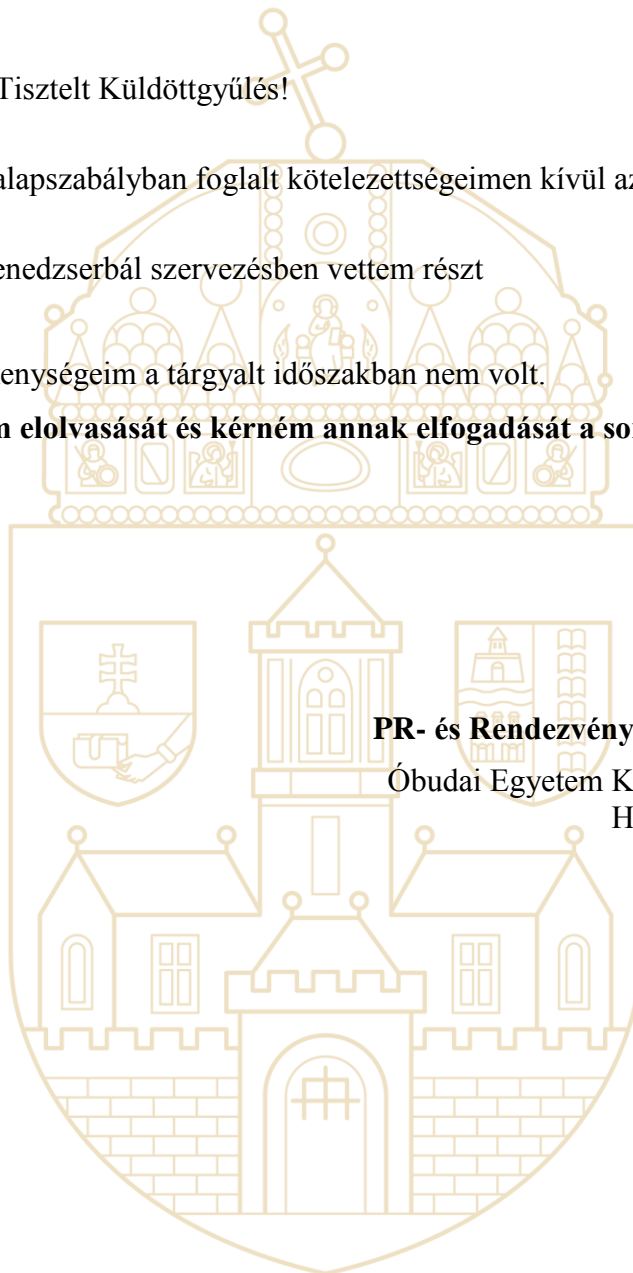 Tisztelt Küldöttgyűlés!
alapszabályban foglalt kötelezettségeimen kívül az
enedzserbál szervezésben vettem részt
enységeim a tárgyalt időszakban nem volt.
elolvasását és kérném annak elfogadását a
PR- és Rendezvény
Óbudai Egyetem K
H